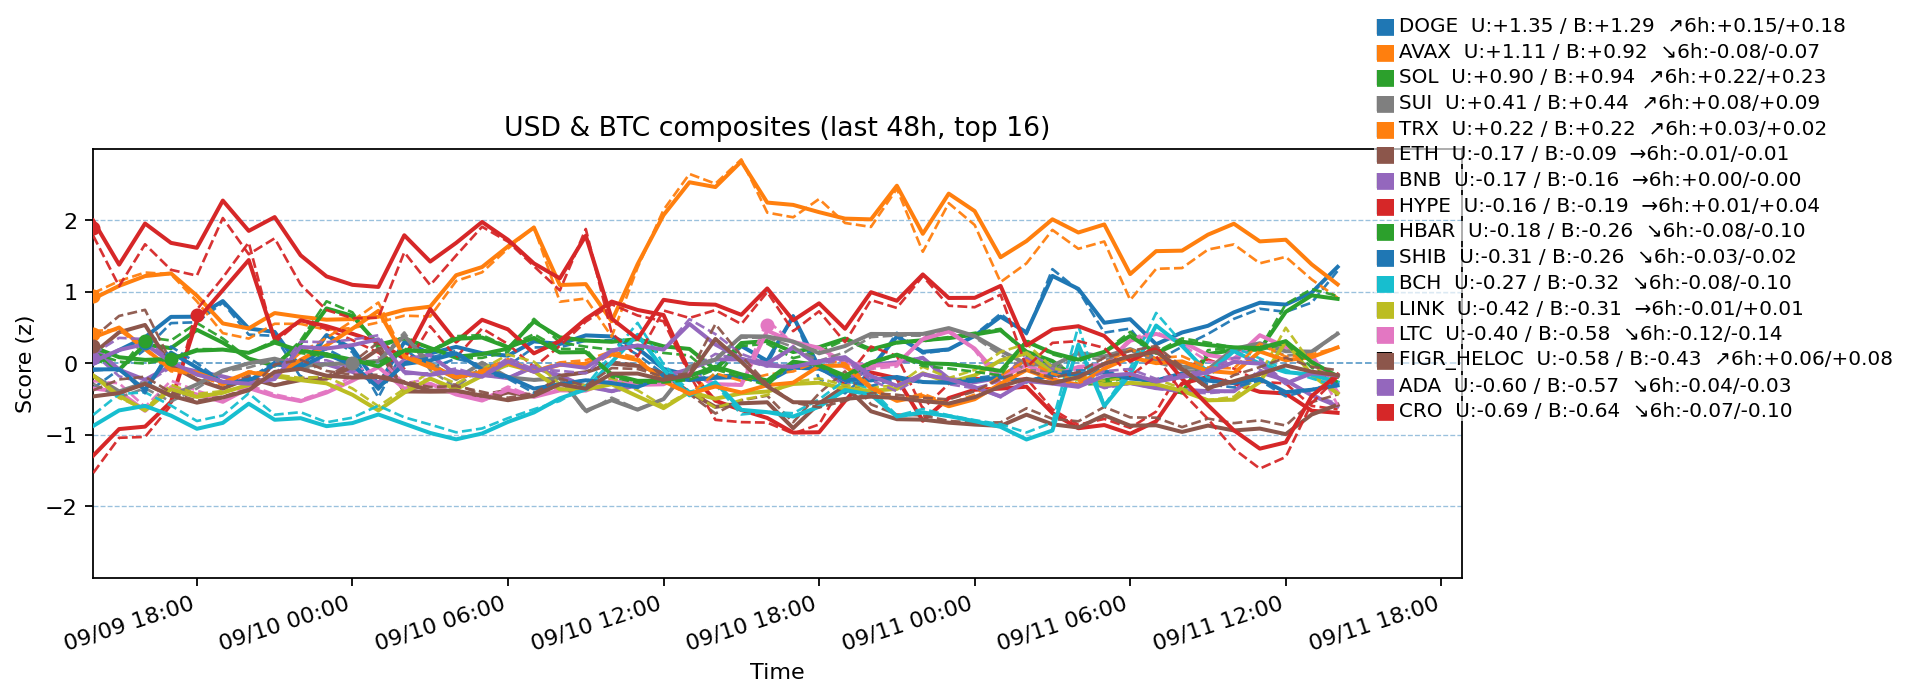 DOGE U:+1.35 / B:+1.29 ↗6h:+0.15/+0.18
AVAX U:+1.11 / B:+0.92 ↘6h:-0.08/-0.07
SOL U:+0.90 / B:+0.94 ↗6h:+0.22/+0.23
SUI U:+0.41 / B:+0.44 ↗6h:+0.08/+0.09
TRX U:+0.22 / B:+0.22 ↗6h:+0.03/+0.02
ETH U:-0.17 / B:-0.09 →6h:-0.01/-0.01
BNB U:-0.17 / B:-0.16 →6h:+0.00/-0.00
HYPE U:-0.16 / B:-0.19 →6h:+0.01/+0.04
HBAR U:-0.18 / B:-0.26 ↘6h:-0.08/-0.10
SHIB U:-0.31 / B:-0.26 ↘6h:-0.03/-0.02
BCH U:-0.27 / B:-0.32 ↘6h:-0.08/-0.10
LINK U:-0.42 / B:-0.31 →6h:-0.01/+0.01
LTC U:-0.40 / B:-0.58 ↘6h:-0.12/-0.14
FIGR_HELOC U:-0.58 / B:-0.43 ↗6h:+0.06/+0.08
ADA U:-0.60 / B:-0.57 ↘6h:-0.04/-0.03
CRO U:-0.69 / B:-0.64 ↘6h:-0.07/-0.10
USD & BTC composites (last 48h, top 16)
Score (z)
2
1
0
−1
−2
09/09 18:00
09/10 00:00
09/10 06:00
09/10 12:00
09/10 18:00
09/11 00:00
09/11 06:00
09/11 12:00
09/11 18:00
Time